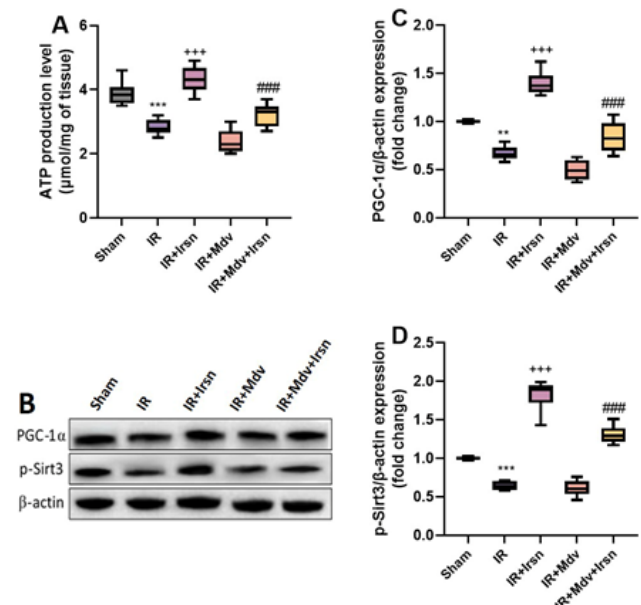 A
ATP production level
(μmol/mg of tissue)
6
4
2
0
***
+++
###
Sham
IR
IR+Irsn
IR+Mdv
IR+Mdv+Irsn
C
PGC-1α/β-actin expression
(fold change)
2.0
1.5
1.0
0.5
0.0
**
+++
###
Sham
IR
IR+Irsn
IR+Mdv
IR+Mdv+Irsn
B
Sham
IR
IR+Irsn
IR+Mdv
IR+Mdv+Irsn
PGC-1α
p-Sirt3
β-actin
D
p-Sirt3/β-actin expression
(fold change)
2.5
2.0
1.5
1.0
0.5
0.0
***
+++
###
Sham
IR
IR+Irsn
IR+Mdv
IR+Mdv+Irsn